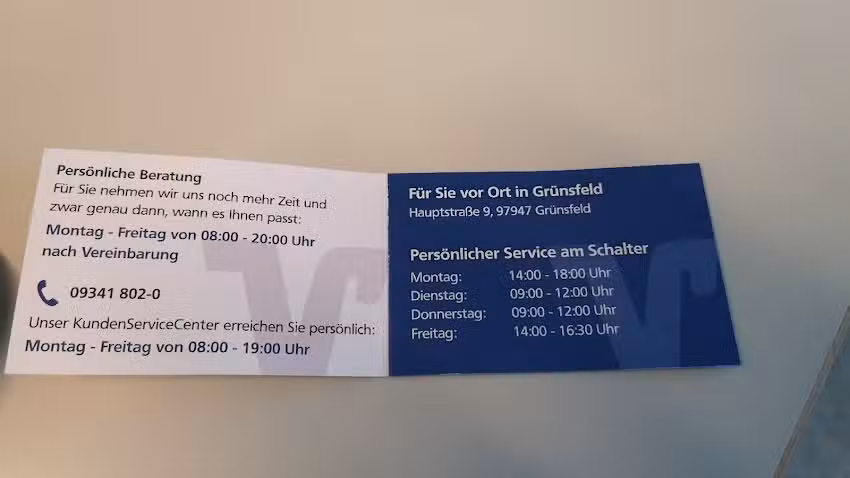 Persönliche Beratung
Für Sie nehmen wir uns noch mehr Zeit und
zwar genau dann, wann es Ihnen passt:
Montag - Freitag von 08:00 - 20:00 Uhr
nach Vereinbarung
09341 802-0
Unser KundenServiceCenter erreichen Sie persönlich:
Montag - Freitag von 08:00 - 19:00 Uhr
Für Sie vor Ort in Grünsfeld
Hauptstraße 9, 97947 Grünsfeld
Persönlicher Service am Schalter
Montag: 14:00 - 18:00 Uhr
Dienstag: 09:00 - 12:00 Uhr
Donnerstag: 09:00 - 12:00 Uhr
Freitag: 14:00 - 16:30 Uhr